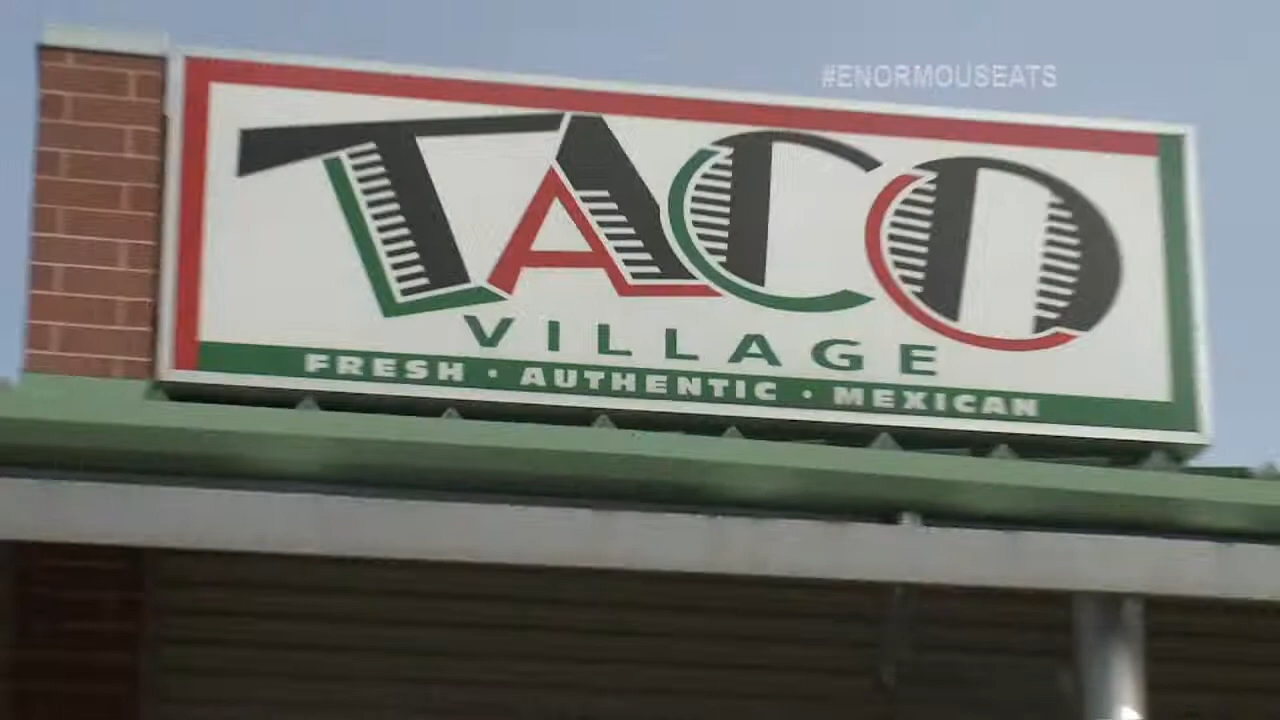 #ENORMOUSEATS
TACO
VILLAGE
FRESH · AUTHENTIC · MEXICAN